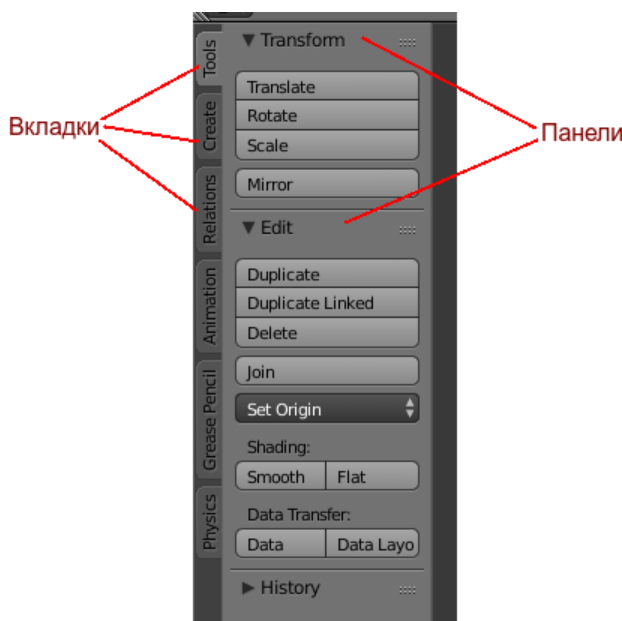 Вкладки
Панели
Tools
Create
Relations
Animation
Grease Pencil
Physics
Transform
Translate
Rotate
Scale
Mirror
Edit
Duplicate
Duplicate Linked
Delete
Join
Set Origin
Shading:
Smooth Flat
Data Transfer:
Data Data Layo
History